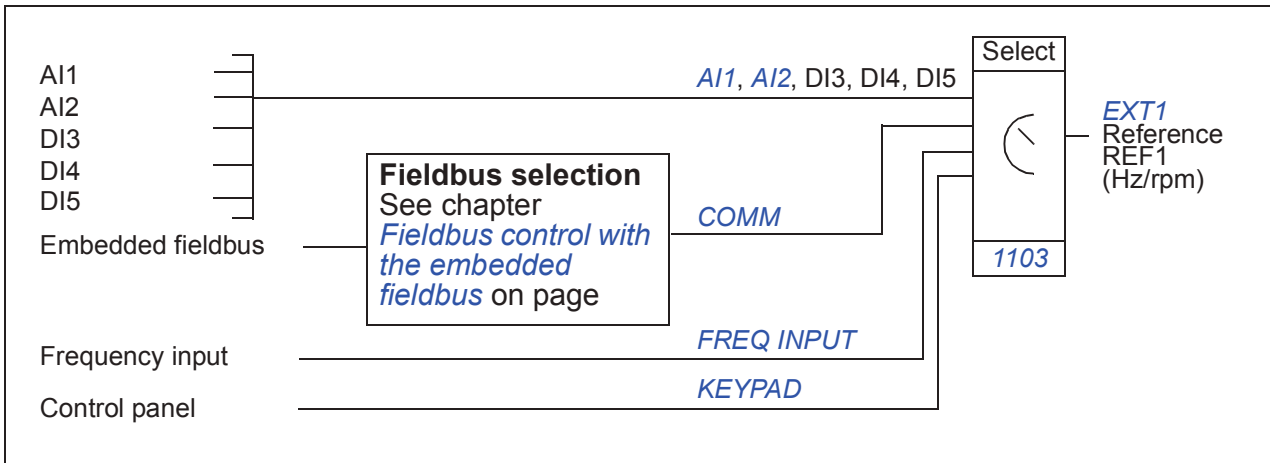 AI1
AI2
DI3
DI4
DI5
Embedded fieldbus
Frequency input
Control panel
Fieldbus selection
See chapter
Fieldbus control with
the embedded
fieldbus on page
AI1, AI2, DI3, DI4, DI5
COMM
FREQ INPUT
KEYPAD
Select
1103
EXT1
Reference
REF1
(Hz/rpm)